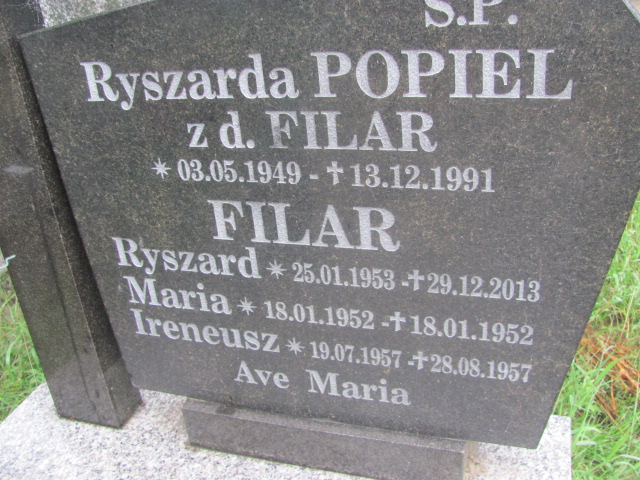 S.P.
Ryszarda POPIEL
z d. FILAR
* 03.05.1949 - † 13.12.1991
FILAR
Ryszard * 25.01.1953 - † 29.12.2013
Maria * 18.01.1952 - † 18.01.1952
Ireneusz * 19.07.1957 - † 28.08.1957
Ave Maria